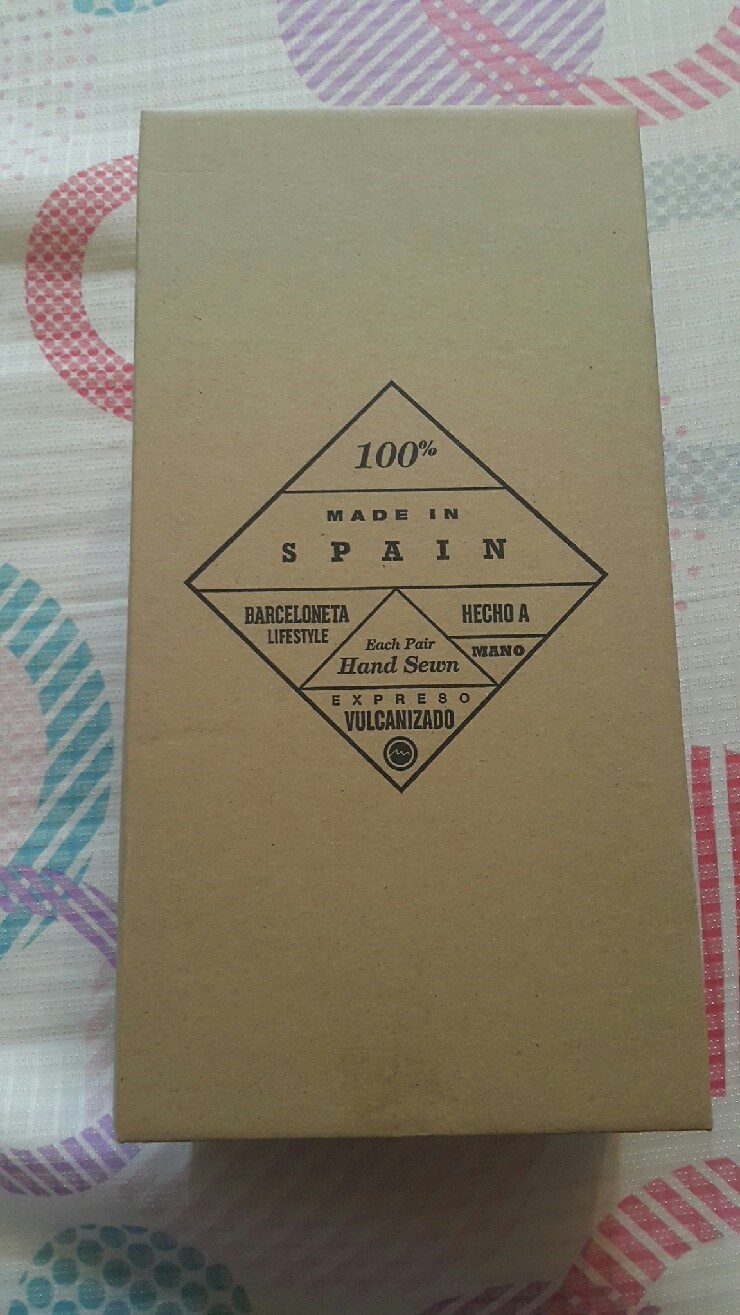 100%
MADE IN
SPAIN
BARCELONETA
LIFESTYLE
Each Pair
Hand Sewn
HECHO A
MANO
EXPRESO
VULCANIZADO